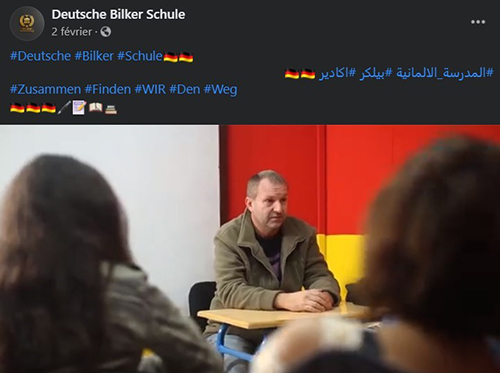 Deutsche Bilker Schule
2 février ·
#Deutsche #Bilker #Schule🇩🇪🇩🇪
#المدرسة_الالمانية #بيلكر #اكادير 🇩🇪🇩🇪
#Zusammen #Finden #WIR #Den #Weg
🇩🇪🇩🇪🇩🇪🖋📝📖📚